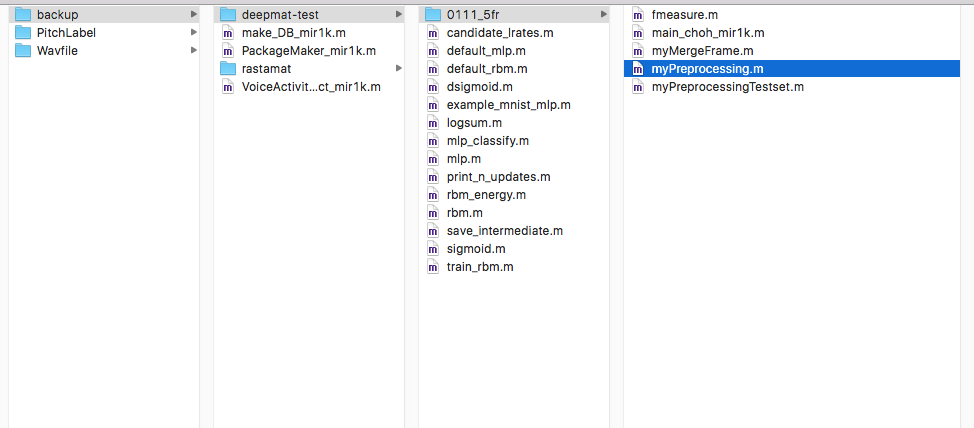 backup
PitchLabel
Wavfile
deepmat-test
make_DB_mir1k.m
PackageMaker_mir1k.m
rastamat
VoiceActivit...ct_mir1k.m
0111_5fr
candidate_lrates.m
default_mlp.m
default_rbm.m
dsigmoid.m
example_mnist_mlp.m
logsum.m
mlp_classify.m
mlp.m
print_n_updates.m
rbm_energy.m
rbm.m
save_intermediate.m
sigmoid.m
train_rbm.m
fmeasure.m
main_choh_mir1k.m
myMergeFrame.m
myPreprocessing.m
myPreprocessingTestset.m